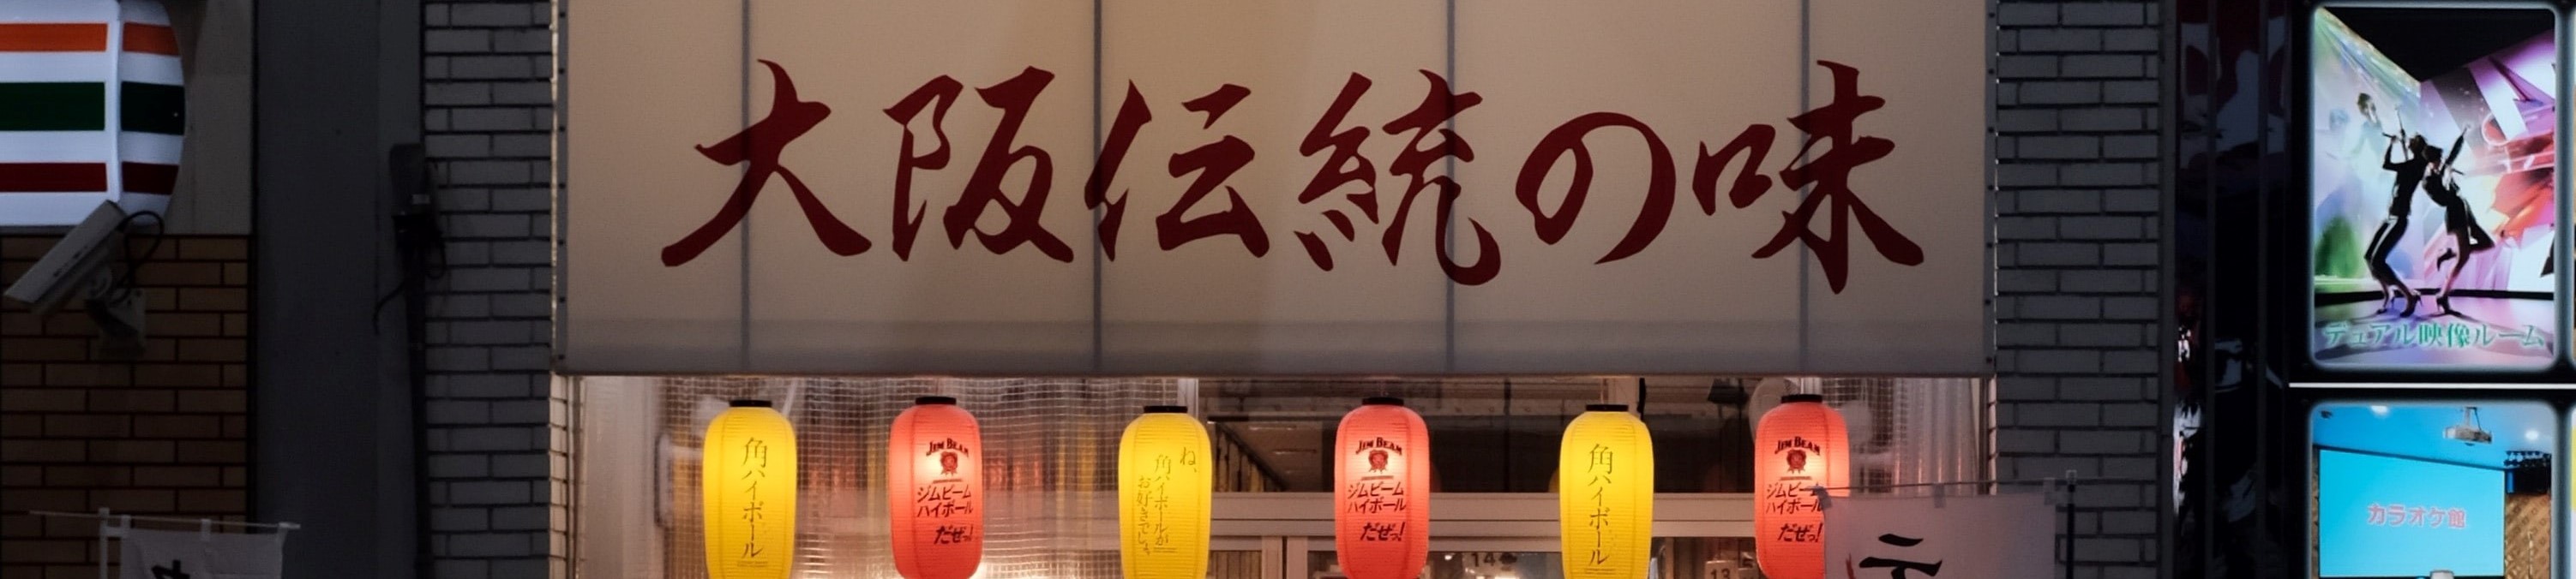 大阪伝統の味
デュアル映像ルーム
カラオケ館
角ハイボール
JIM BEAM
ジムビーム
ハイボール
だぜっ!
ね、
角ハイボールが
お好きでしょ
JIM BEAM
ジムビーム
ハイボール
だぜっ!
角ハイボール
JIM BEAM
ジムビーム
ハイボール
だぜっ!
14
13
テ